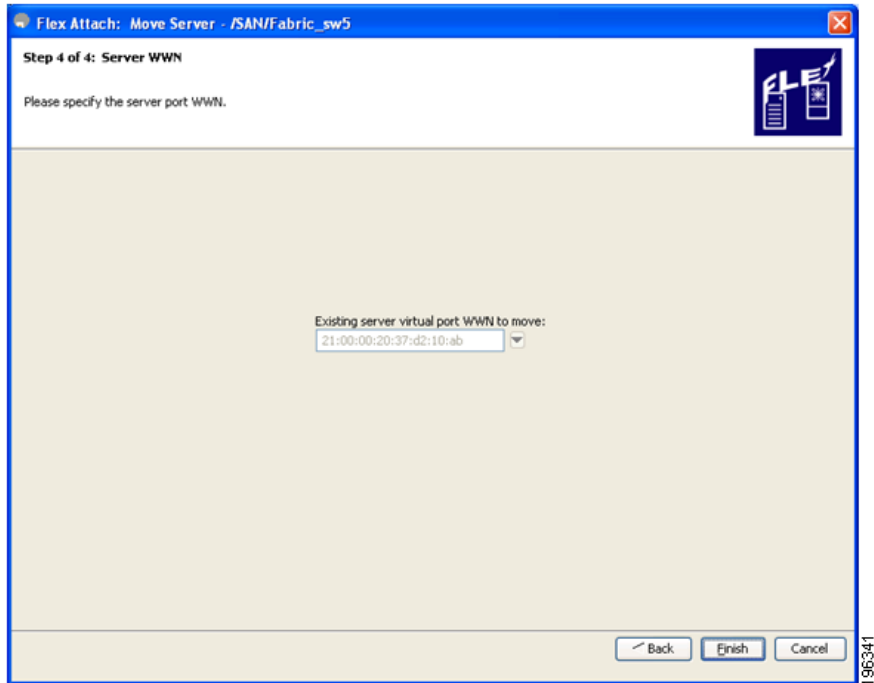 Flex Attach: Move Server - /SAN/Fabric_sw5
Step 4 of 4: Server WWN
Please specify the server port WWN.
FLEX
Existing server virtual port WWN to move:
21:00:00:20:37:d2:10:ab
Back Finish Cancel
196341